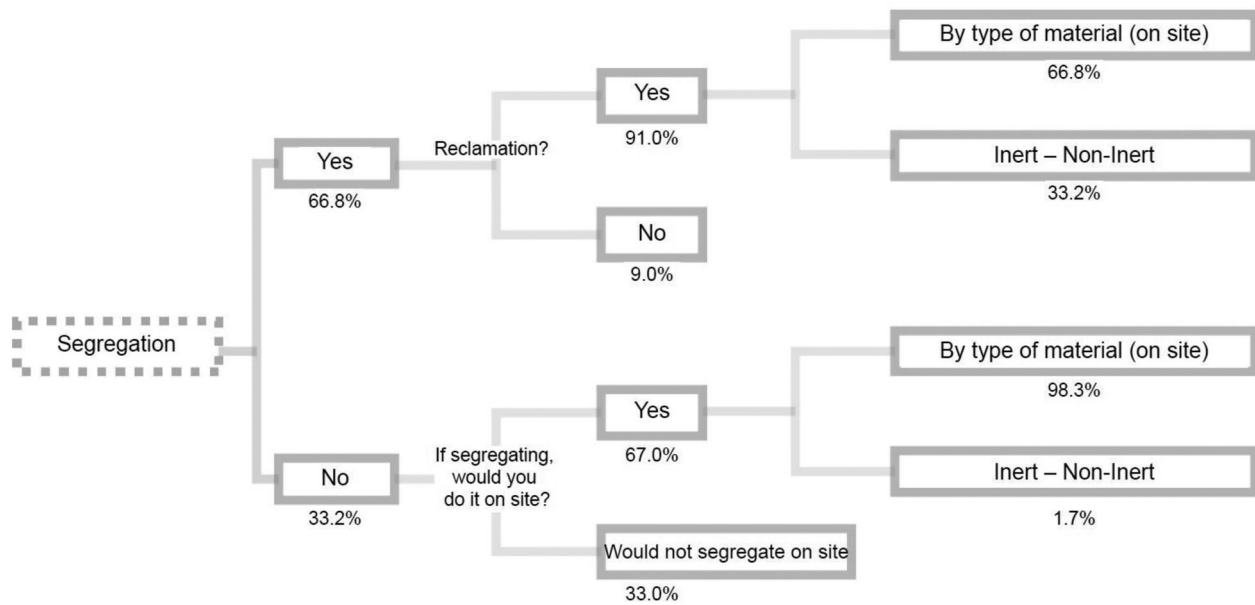 By type of material (on site)
66.8%
Yes
91.0%
Reclamation?
Inert – Non-Inert
33.2%
Yes
66.8%
No
9.0%
Segregation
By type of material (on site)
98.3%
Yes
67.0%
If segregating,
would you
do it on site?
No
33.2%
Inert – Non-Inert
1.7%
Would not segregate on site
33.0%